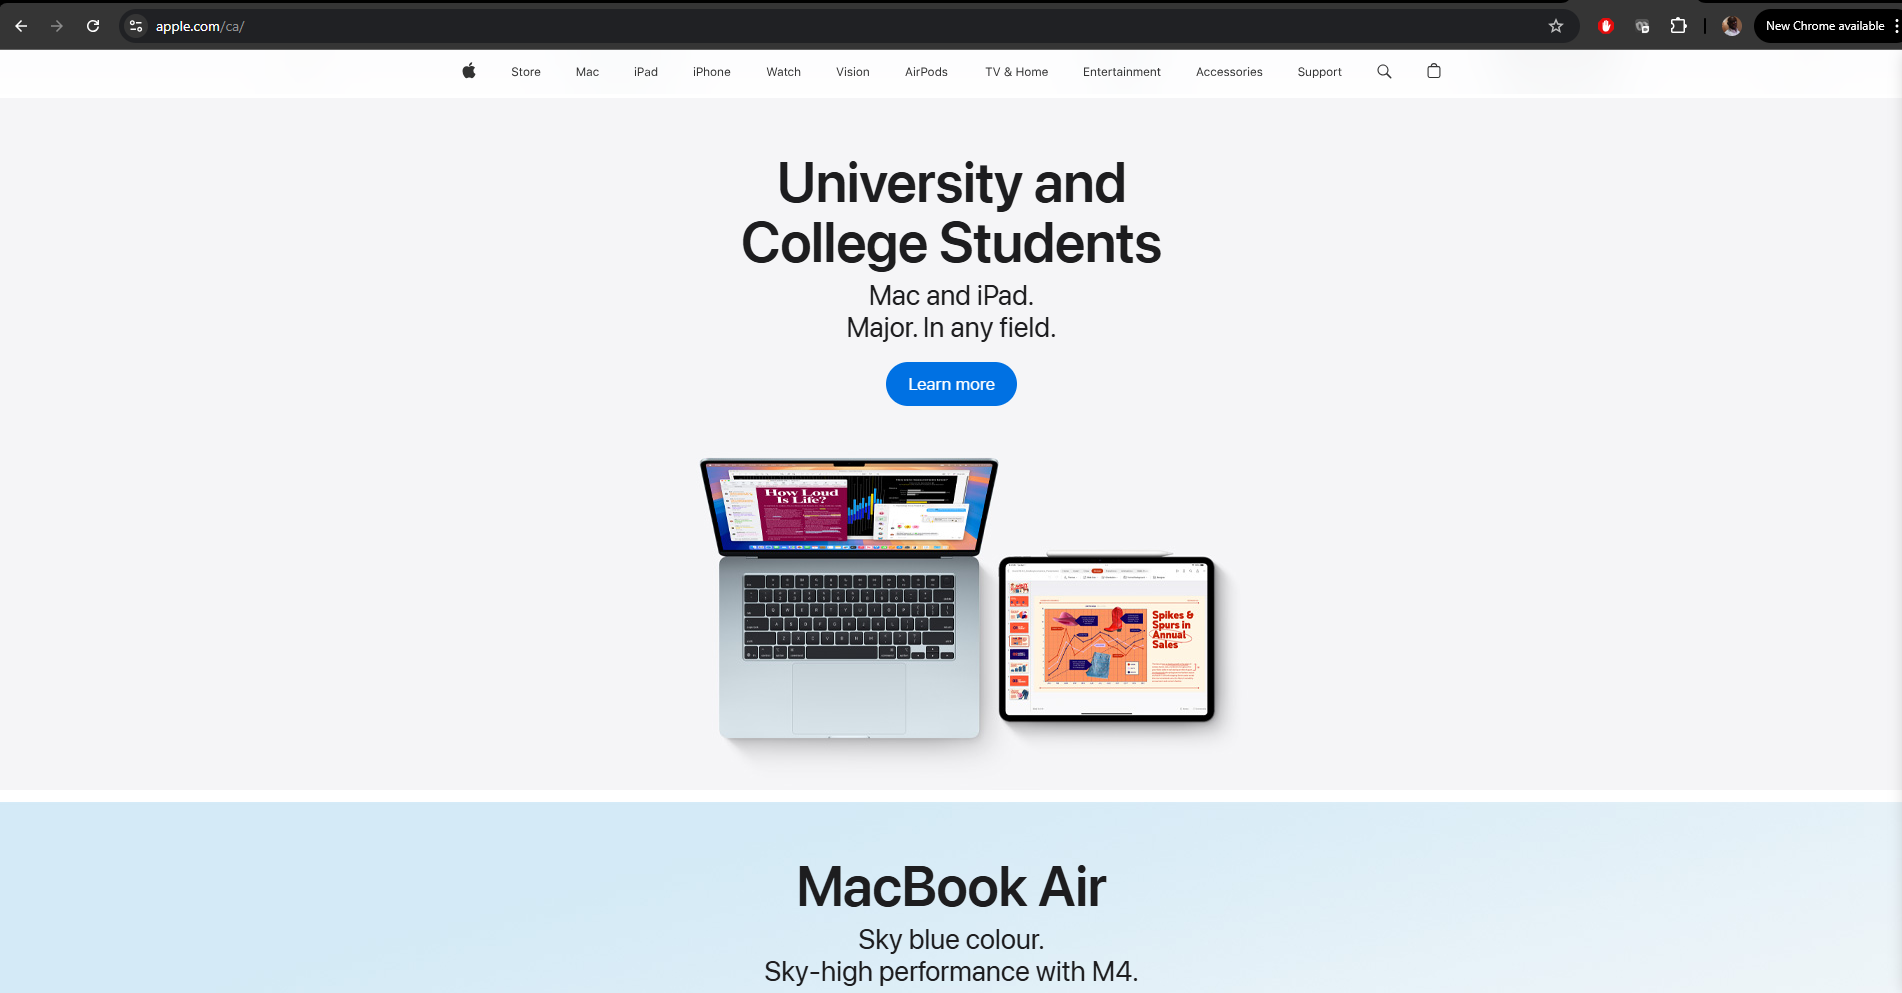 apple.com/ca/
New Chrome available
Store Mac iPad iPhone Watch Vision AirPods TV & Home Entertainment Accessories Support
University and
College Students
Mac and iPad.
Major. In any field.
Learn more
How Loud
Is Life?
Spikes &
Spurs in
Annual
Sales
MacBook Air
Sky blue colour.
Sky-high performance with M4.